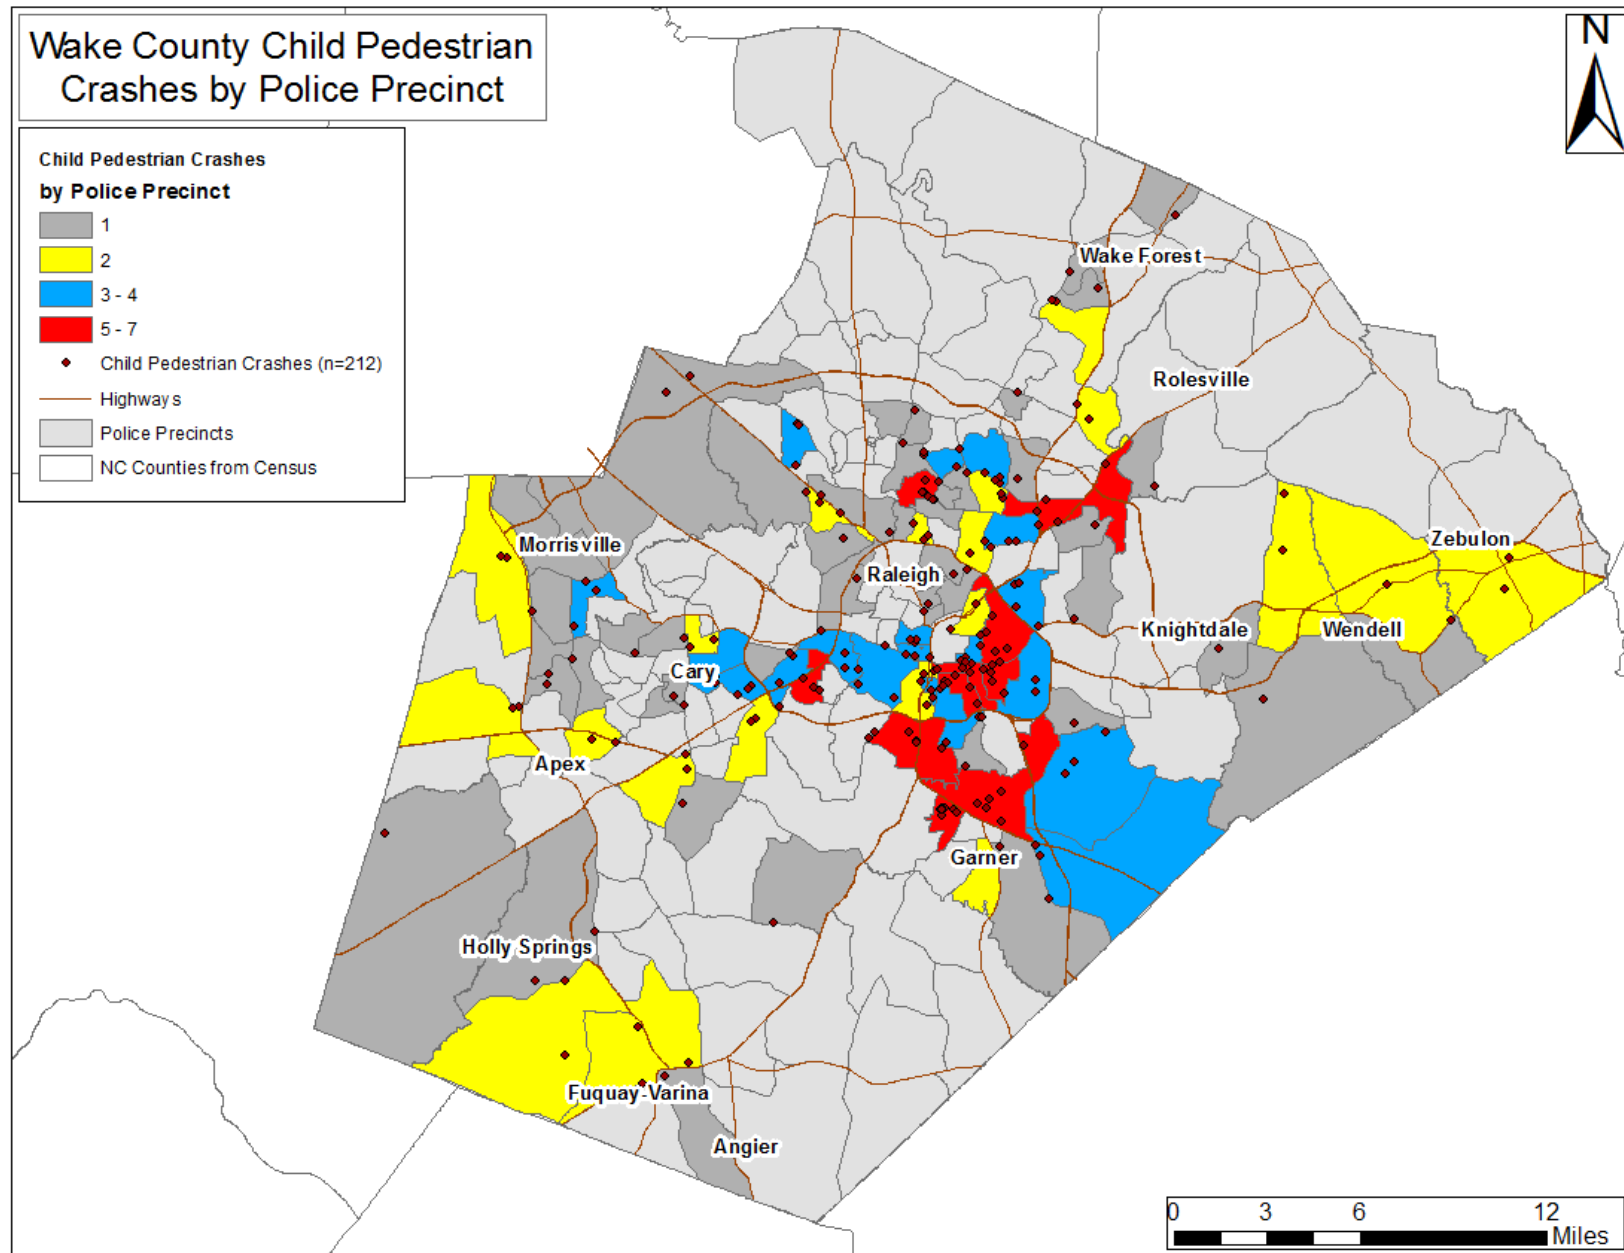 Wake County Child Pedestrian
Crashes by Police Precinct
N
Child Pedestrian Crashes
by Police Precinct
1
2
3 - 4
5 - 7
Child Pedestrian Crashes (n=212)
Highways
Police Precincts
NC Counties from Census
Wake Forest
Rolesville
Zebulon
Morrisville
Raleigh
Knightdale
Wendell
Cary
Apex
Garner
Holly Springs
Fuquay-Varina
Angier
0 3 6 12
Miles